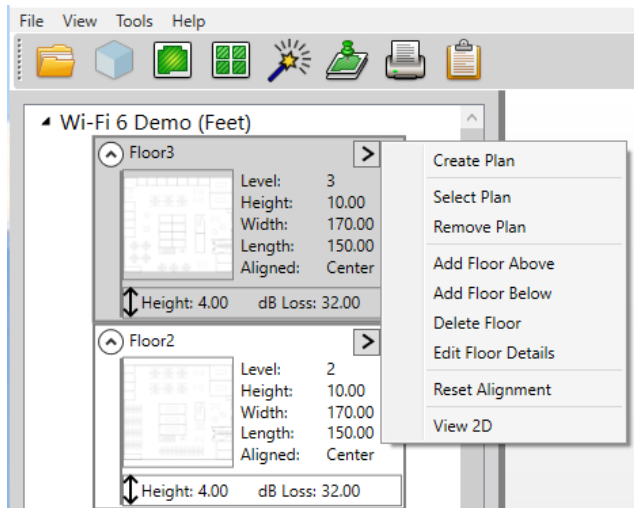 File View Tools Help
Wi-Fi 6 Demo (Feet)
Floor3
Level: 3
Height: 10.00
Width: 170.00
Length: 150.00
Aligned: Center
Height: 4.00 dB Loss: 32.00
Floor2
Level: 2
Height: 10.00
Width: 170.00
Length: 150.00
Aligned: Center
Height: 4.00 dB Loss: 32.00
Create Plan
Select Plan
Remove Plan
Add Floor Above
Add Floor Below
Delete Floor
Edit Floor Details
Reset Alignment
View 2D